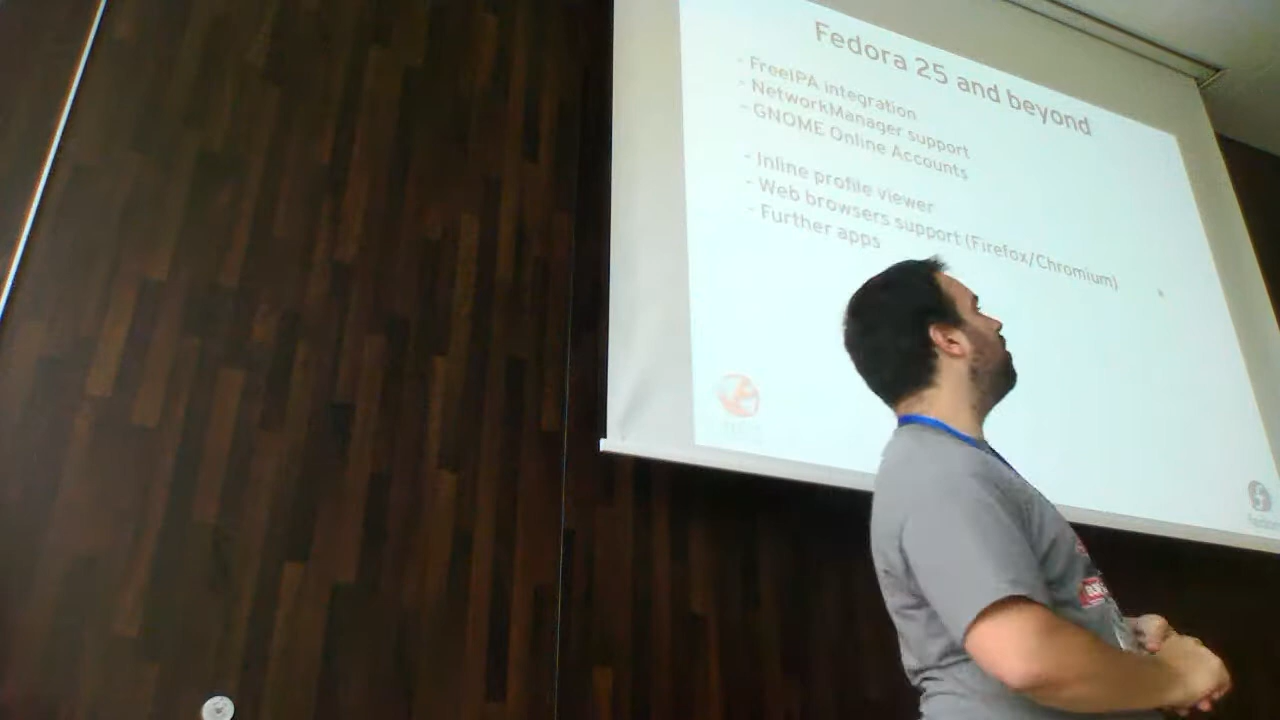 Fedora 25 and beyond
- FreeIPA integration
- NetworkManager support
- GNOME Online Accounts
- Inline profile viewer
- Web browsers support (Firefox/Chromium)
- Further apps